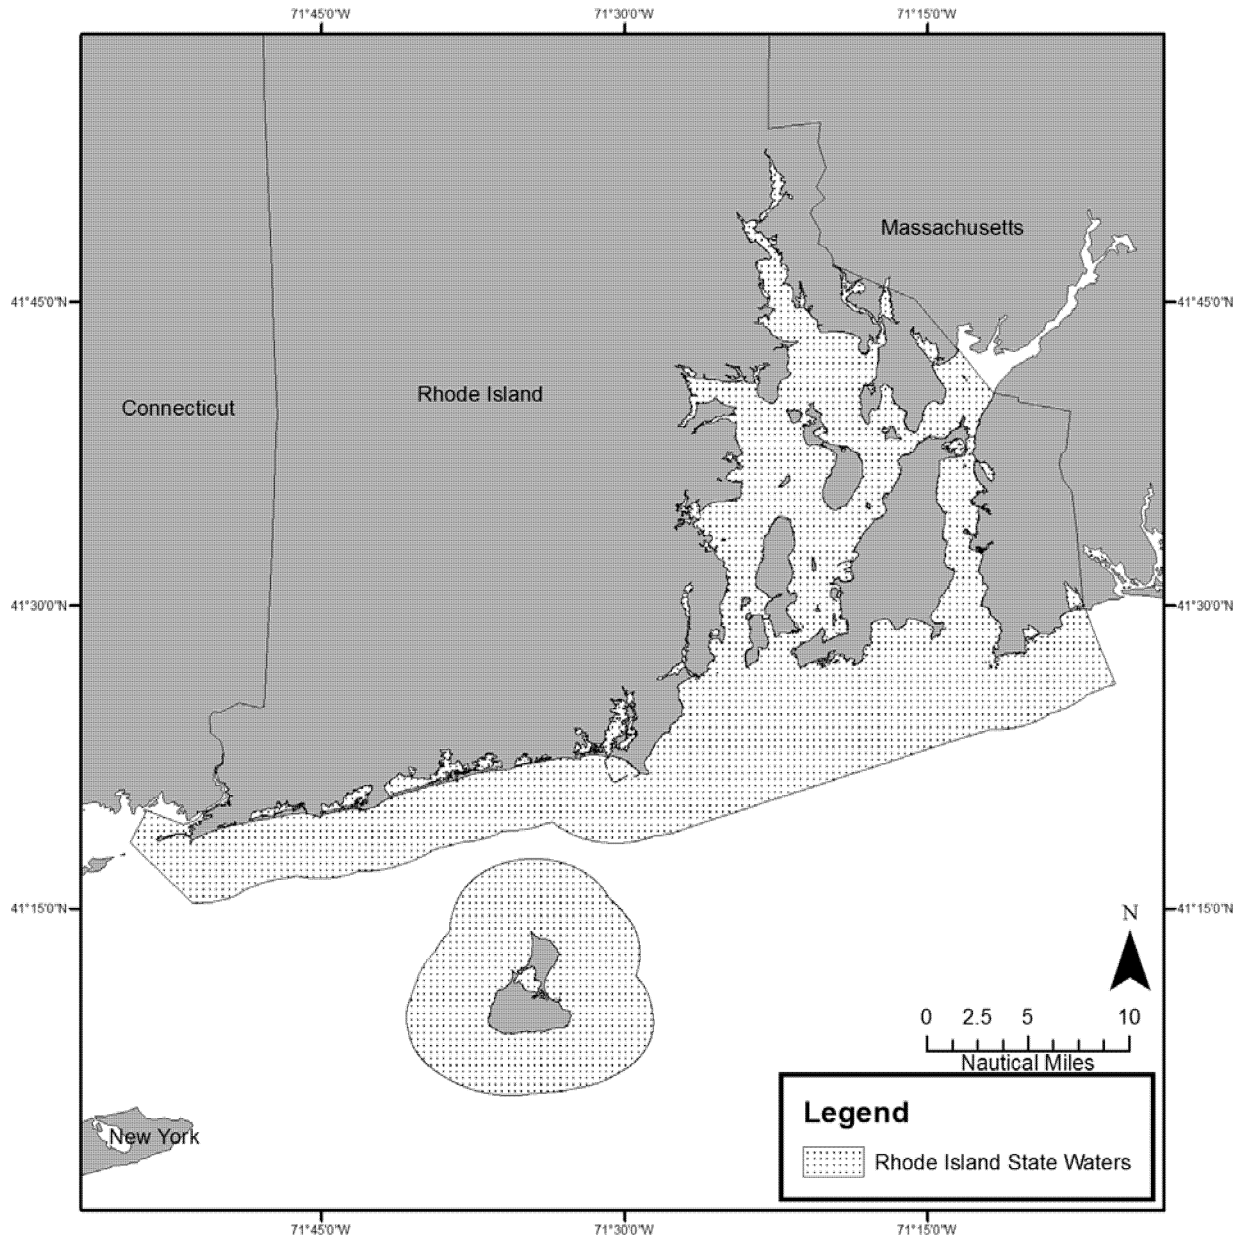 71°45'0"W 71°30'0"W 71°15'0"W
Massachusetts
41°45'0"N 41°45'0"N
Rhode Island
Connecticut
41°30'0"N 41°30'0"N
41°15'0"N 41°15'0"N
N
0 2.5 5 10
Nautical Miles
Legend
New York
Rhode Island State Waters
71°45'0"W 71°30'0"W 71°15'0"W